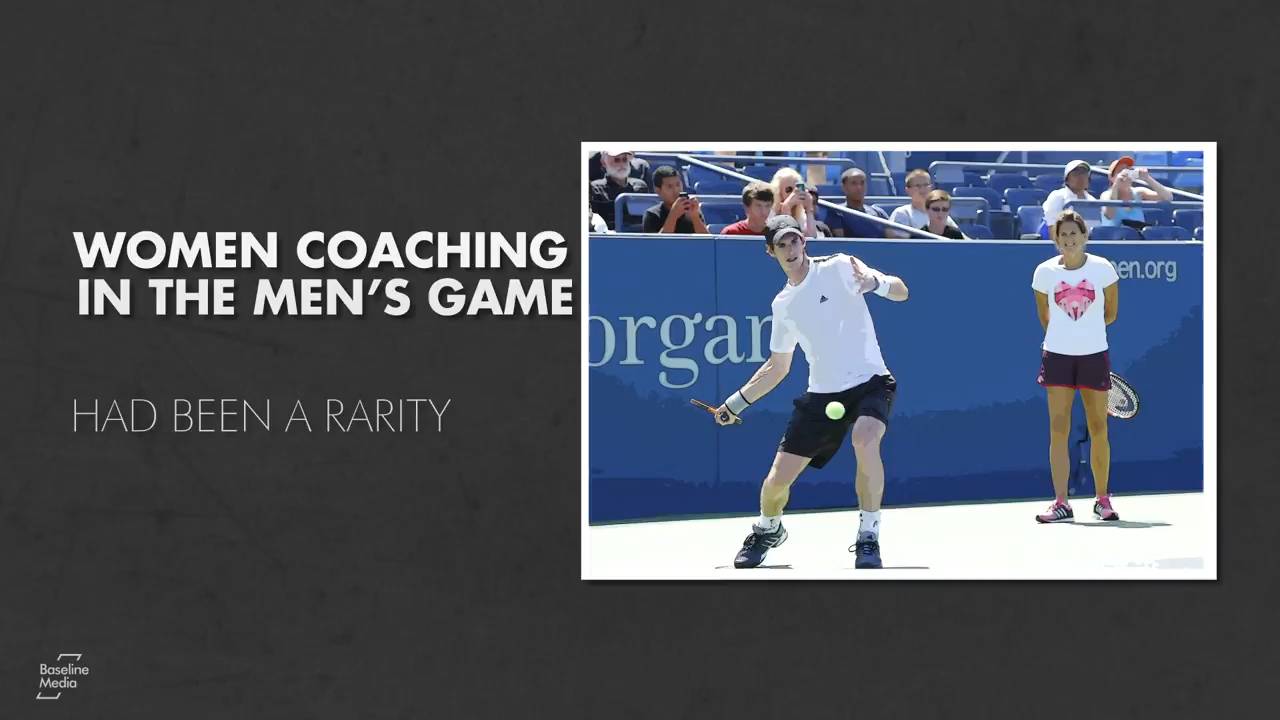 WOMEN COACHING
IN THE MEN'S GAME
HAD BEEN A RARITY
organ
en.org
Baseline
Media